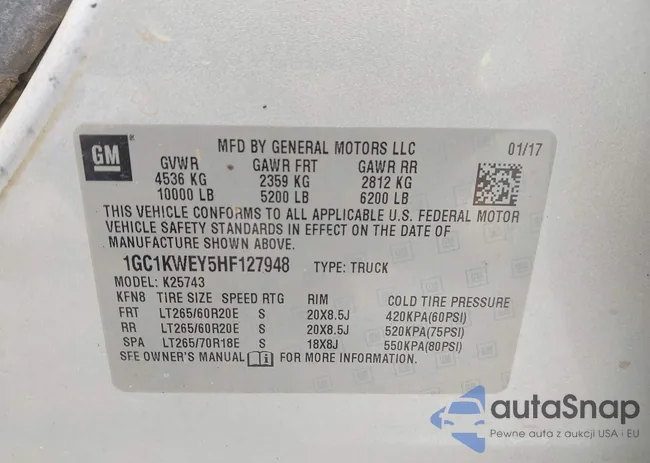 GM
MFD BY GENERAL MOTORS LLC 01/17
GVWR GAWR FRT GAWR RR
4536 KG 2359 KG 2812 KG
10000 LB 5200 LB 6200 LB
THIS VEHICLE CONFORMS TO ALL APPLICABLE U.S. FEDERAL MOTOR
VEHICLE SAFETY STANDARDS IN EFFECT ON THE DATE OF
MANUFACTURE SHOWN ABOVE.
1GC1KWEY5HF127948 TYPE: TRUCK
MODEL: K25743
KFN8 TIRE SIZE SPEED RTG RIM COLD TIRE PRESSURE
FRT LT265/60R20E S 20X8.5J 420KPA(60PSI)
RR LT265/60R20E S 20X8.5J 520KPA(75PSI)
SPA LT265/70R18E S 18X8J 550KPA(80PSI)
SEE OWNER'S MANUAL FOR MORE INFORMATION.
autaSnap
Pewne auta z aukcji USA i EU